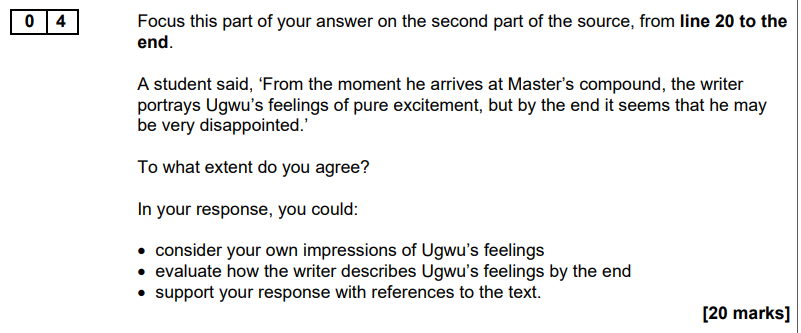 0 4
Focus this part of your answer on the second part of the source, from line 20 to the
end.
A student said, ‘From the moment he arrives at Master’s compound, the writer
portrays Ugwu’s feelings of pure excitement, but by the end it seems that he may
be very disappointed.’
To what extent do you agree?
In your response, you could:
• consider your own impressions of Ugwu’s feelings
• evaluate how the writer describes Ugwu’s feelings by the end
• support your response with references to the text.
[20 marks]